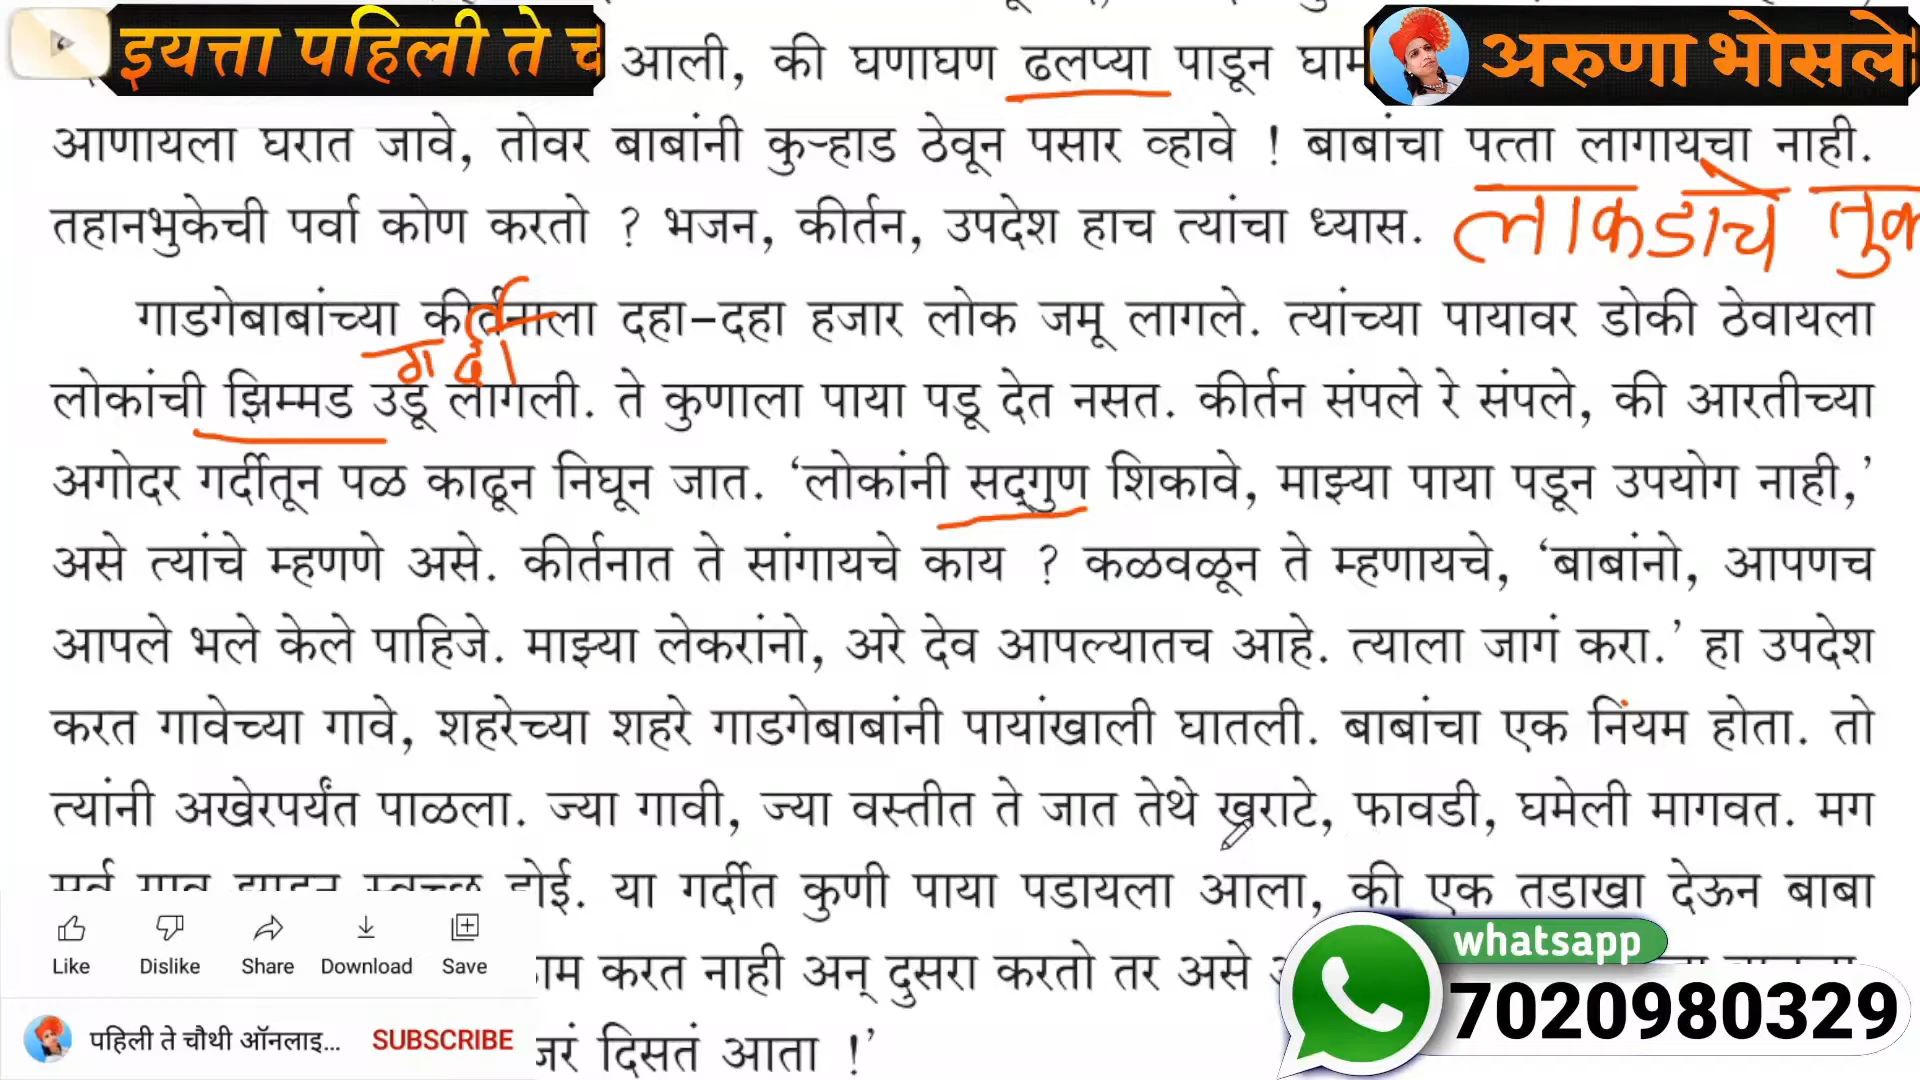 इयत्ता पहिली ते च
अरुणा भोसले
आली, की घणाघण ढलप्या पाडून घाम
आणायला घरात जावे, तोवर बाबांनी कुऱ्हाड ठेवून पसार व्हावे ! बाबांचा पत्ता लागायचा नाही.
तहानभुकेची पर्वा कोण करतो ? भजन, कीर्तन, उपदेश हाच त्यांचा ध्यास.
लाकडाचे तुक
गाडगेबाबांच्या कीर्तनाला दहा-दहा हजार लोक जमू लागले. त्यांच्या पायावर डोकी ठेवायला
गर्दी
लोकांची झिम्मड उडू लागली. ते कुणाला पाया पडू देत नसत. कीर्तन संपले रे संपले, की आरतीच्या
अगोदर गर्दीतून पळ काढून निघून जात. ‘लोकांनी सद्गुण शिकावे, माझ्या पाया पडून उपयोग नाही,’
असे त्यांचे म्हणणे असे. कीर्तनात ते सांगायचे काय ? कळवळून ते म्हणायचे, ‘बाबांनो, आपणच
आपले भले केले पाहिजे. माझ्या लेकरांनो, अरे देव आपल्यातच आहे. त्याला जागं करा.’ हा उपदेश
करत गावेच्या गावे, शहरेच्या शहरे गाडगेबाबांनी पायांखाली घातली. बाबांचा एक नियम होता. तो
त्यांनी अखेरपर्यंत पाळला. ज्या गावी, ज्या वस्तीत ते जात तेथे खराटे, फावडी, घमेली मागवत. मग
सर्व गाव झाडून स्वच्छ होई. या गर्दीत कुणी पाया पडायला आला, की एक तडाखा देऊन बाबा
करत नाही अन् दुसरा करतो तर असे
दिसतं आता !’
Like Dislike Share Download Save
पहिली ते चौथी ऑनलाइ... SUBSCRIBE
whatsapp
7020980329